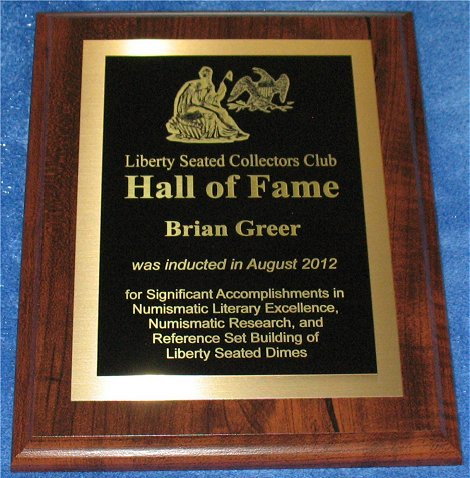 Liberty Seated Collectors Club
Hall of Fame
Brian Greer
was inducted in August 2012
for Significant Accomplishments in
Numismatic Literary Excellence,
Numismatic Research, and
Reference Set Building of
Liberty Seated Dimes